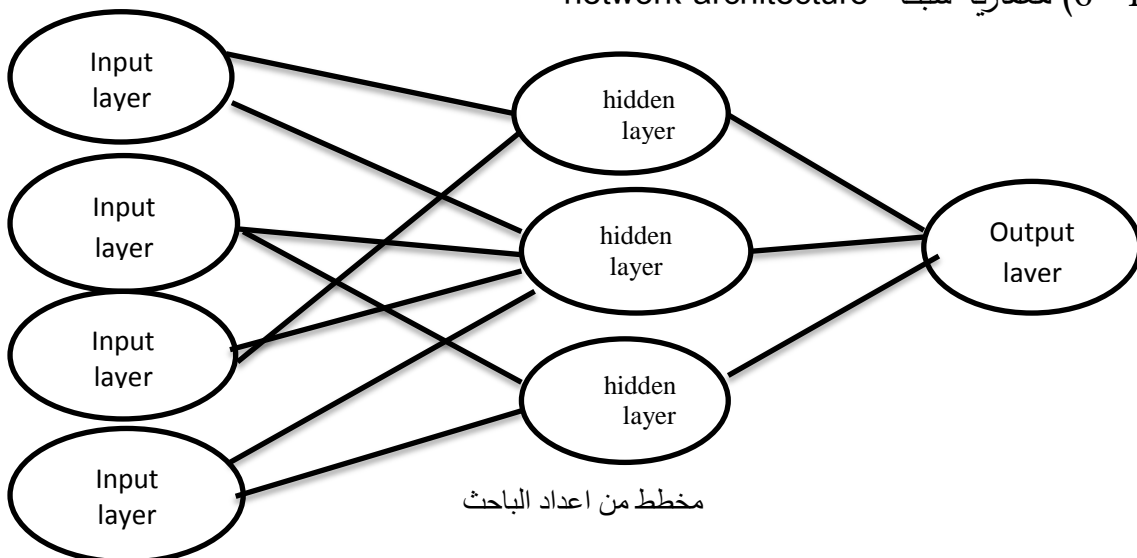 network architecture
Input
layer
Input
layer
Input
layer
Input
layer
hidden
layer
hidden
layer
hidden
layer
Output
layer
مخطط من اعداد الباحث